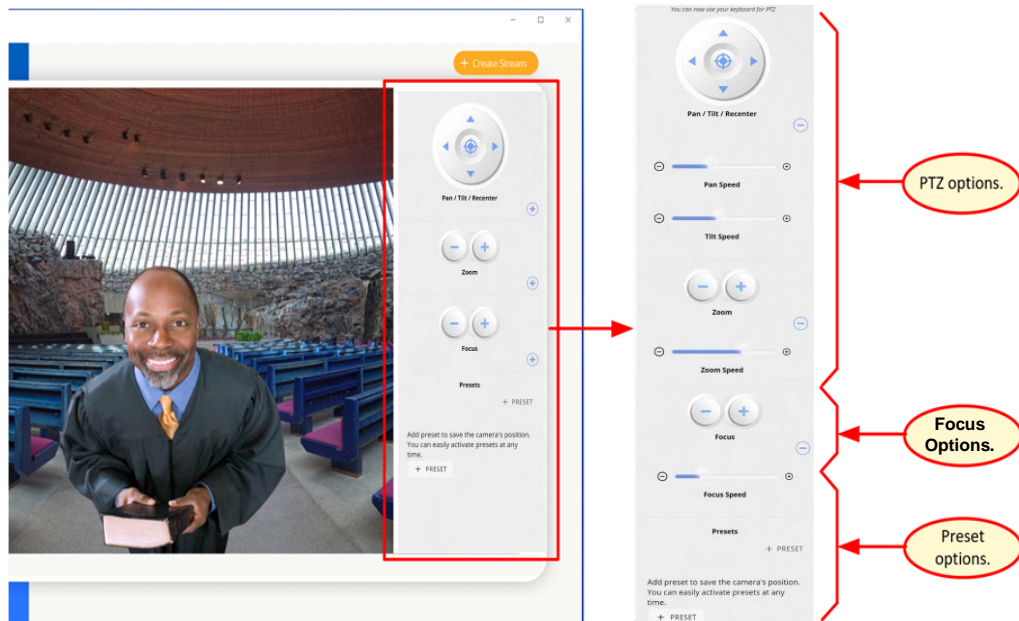 + Create Stream
Pan / Tilt / Recenter
Zoom
Focus
Presets
+ PRESET
Add preset to save the camera's position.
You can easily activate presets at any
time.
+ PRESET
You can now use your keyboard for PTZ
Pan / Tilt / Recenter
Pan Speed
Tilt Speed
Zoom
Zoom Speed
Focus
Focus Speed
Presets
+ PRESET
Add preset to save the camera's position.
You can easily activate presets at any
time.
+ PRESET
PTZ options.
Focus
Options.
Preset
options.